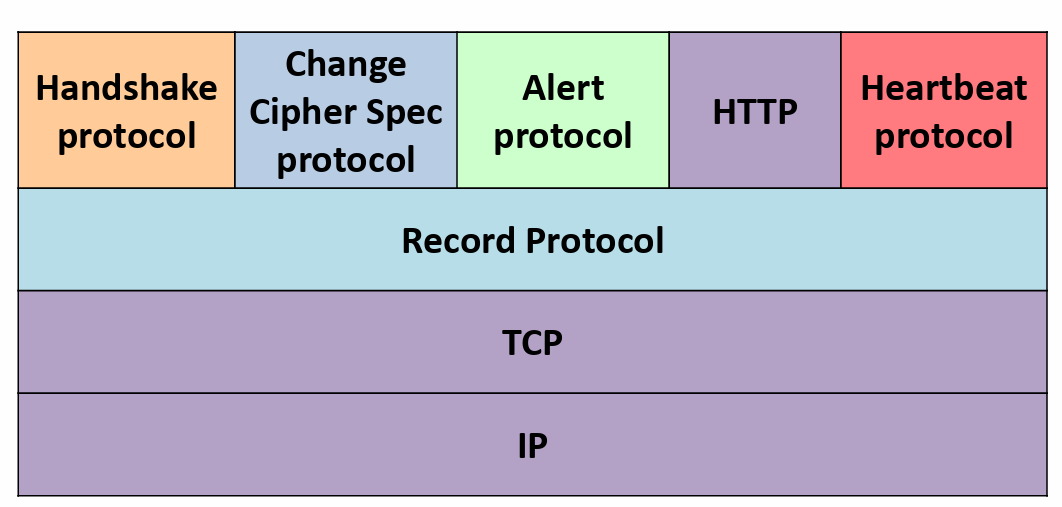 Handshake
protocol
Change
Cipher Spec
protocol
Alert
protocol
HTTP
Heartbeat
protocol
Record Protocol
TCP
IP